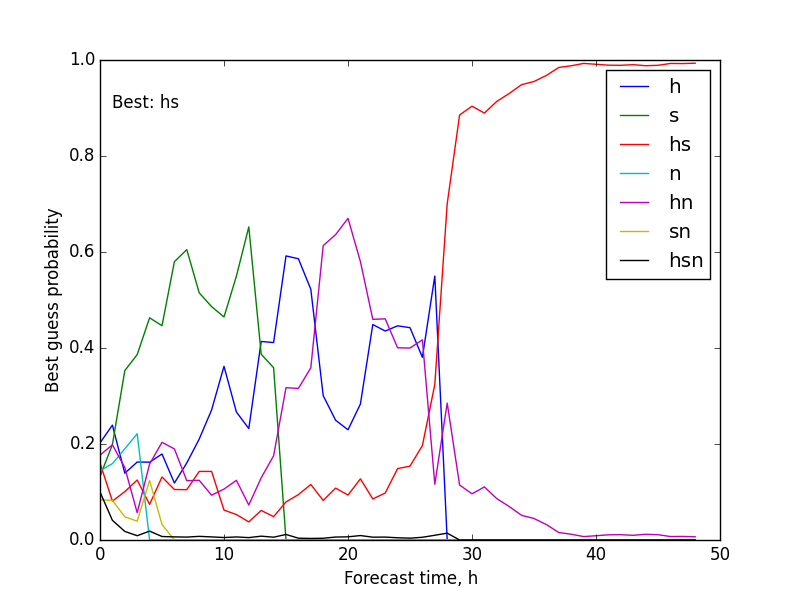 1.0
0.8
0.6
0.4
0.2
0.0
Best guess probability
Best: hs
h
s
hs
n
hn
sn
hsn
0 10 20 30 40 50
Forecast time, h